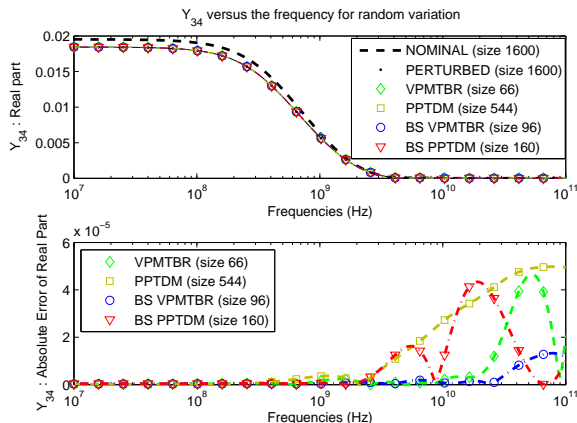 Y_34 versus the frequency for random variation
Y_34 : Real part
0.02
0.015
0.01
0.005
0
NOMINAL (size 1600)
PERTURBED (size 1600)
VPMTBR (size 66)
PPTDM (size 544)
BS VPMTBR (size 96)
BS PPTDM (size 160)
10^7
10^8
10^9
10^10
10^11
Frequencies (Hz)
Y_34 : Absolute Error of Real Part
x 10^-5
6
4
2
0
VPMTBR (size 66)
PPTDM (size 544)
BS VPMTBR (size 96)
BS PPTDM (size 160)
10^7
10^8
10^9
10^10
10^11
Frequencies (Hz)